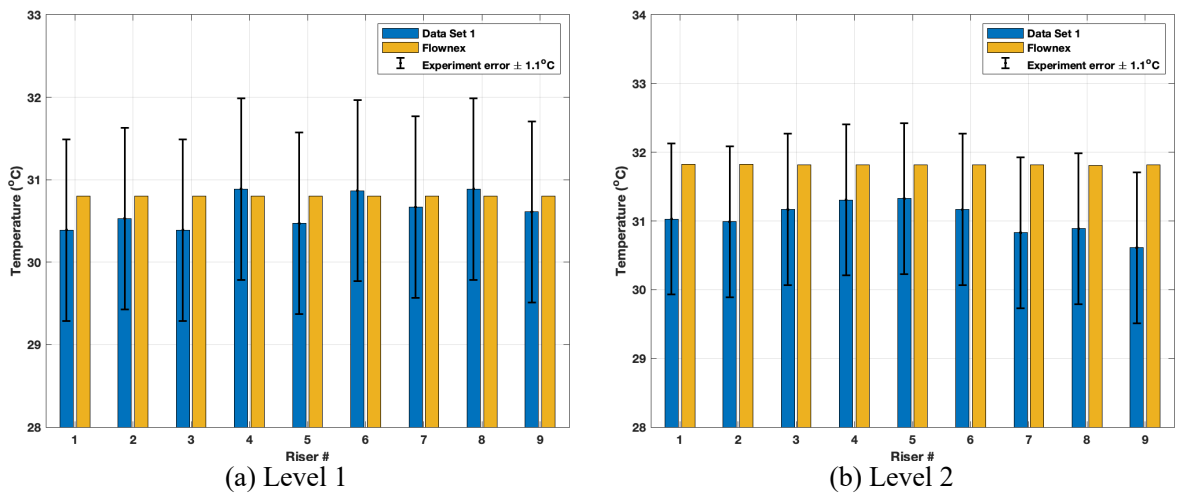 33
32
31
30
29
28
Temperature (°C)
Data Set 1
Flownex
Experiment error ± 1.1°C
1 2 3 4 5 6 7 8 9
Riser #
(a) Level 1
34
33
32
31
30
29
28
Temperature (°C)
Data Set 1
Flownex
Experiment error ± 1.1°C
1 2 3 4 5 6 7 8 9
Riser #
(b) Level 2